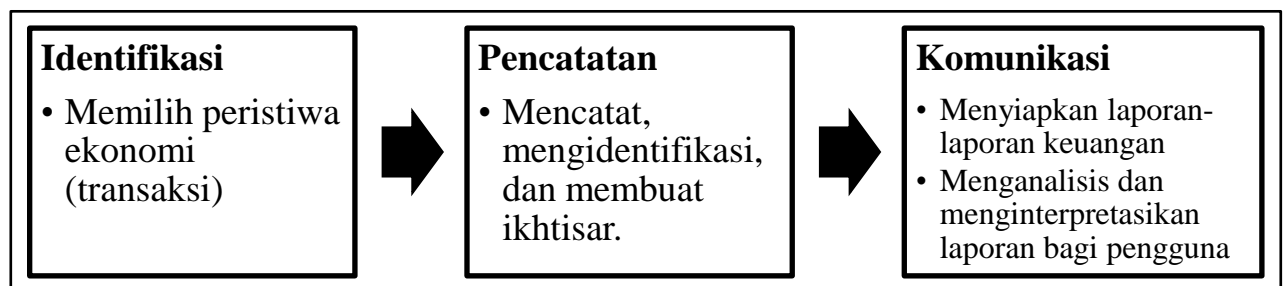 Identifikasi
• Memilih peristiwa
ekonomi
(transaksi)
Pencatatan
• Mencatat,
mengidentifikasi,
dan membuat
ikhtisar.
Komunikasi
• Menyiapkan laporan-
laporan keuangan
• Menganalisis dan
menginterpretasikan
laporan bagi pengguna